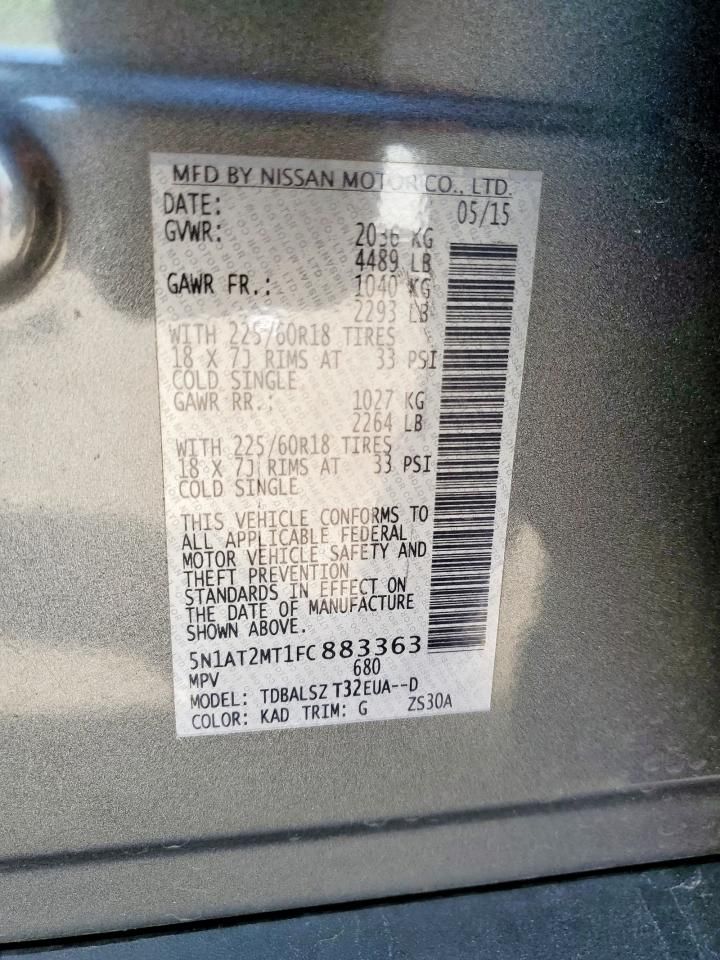 MFD BY NISSAN MOTOR CO., LTD.
DATE: 05/15
GVWR: 2036 KG
4489 LB
GAWR FR.: 1040 KG
2293 LB
WITH 225/60R18 TIRES
18 X 7J RIMS AT 33 PSI
COLD SINGLE
GAWR RR.: 1027 KG
2264 LB
WITH 225/60R18 TIRES
18 X 7J RIMS AT 33 PSI
COLD SINGLE
THIS VEHICLE CONFORMS TO
ALL APPLICABLE FEDERAL
MOTOR VEHICLE SAFETY AND
THEFT PREVENTION
STANDARDS IN EFFECT ON
THE DATE OF MANUFACTURE
SHOWN ABOVE.
5N1AT2MT1FC883363
MPV 680
MODEL: TDBALSZ T32EUA--D
COLOR: KAD TRIM: G ZS30A